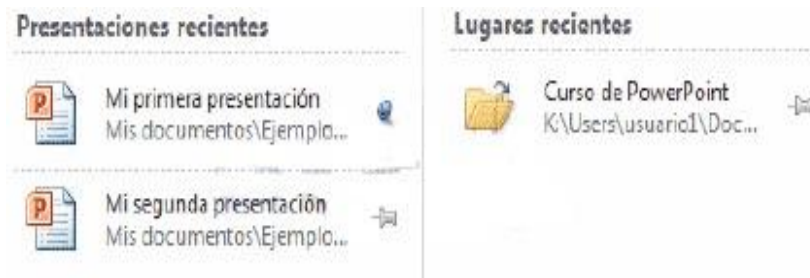 Presentaciones recientes
Mi primera presentación
Mis documentos\Ejemplo...
Mi segunda presentación
Mis documentos\Ejemplo...
Lugares recientes
Curso de PowerPoint
K:\Users\usuario1\Doc...